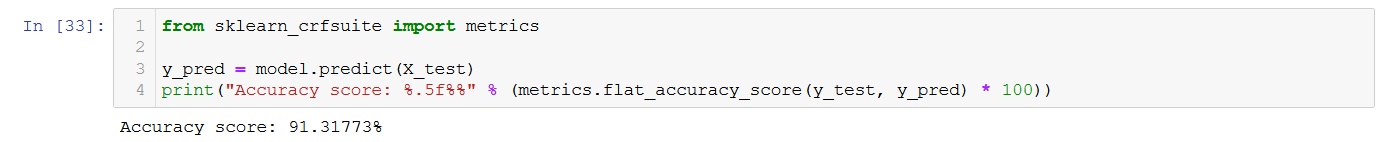 In [33]:
1 from sklearn_crfsuite import metrics
2
3 y_pred = model.predict(X_test)
4 print("Accuracy score: %.5f%%" % (metrics.flat_accuracy_score(y_test, y_pred) * 100))
Accuracy score: 91.31773%